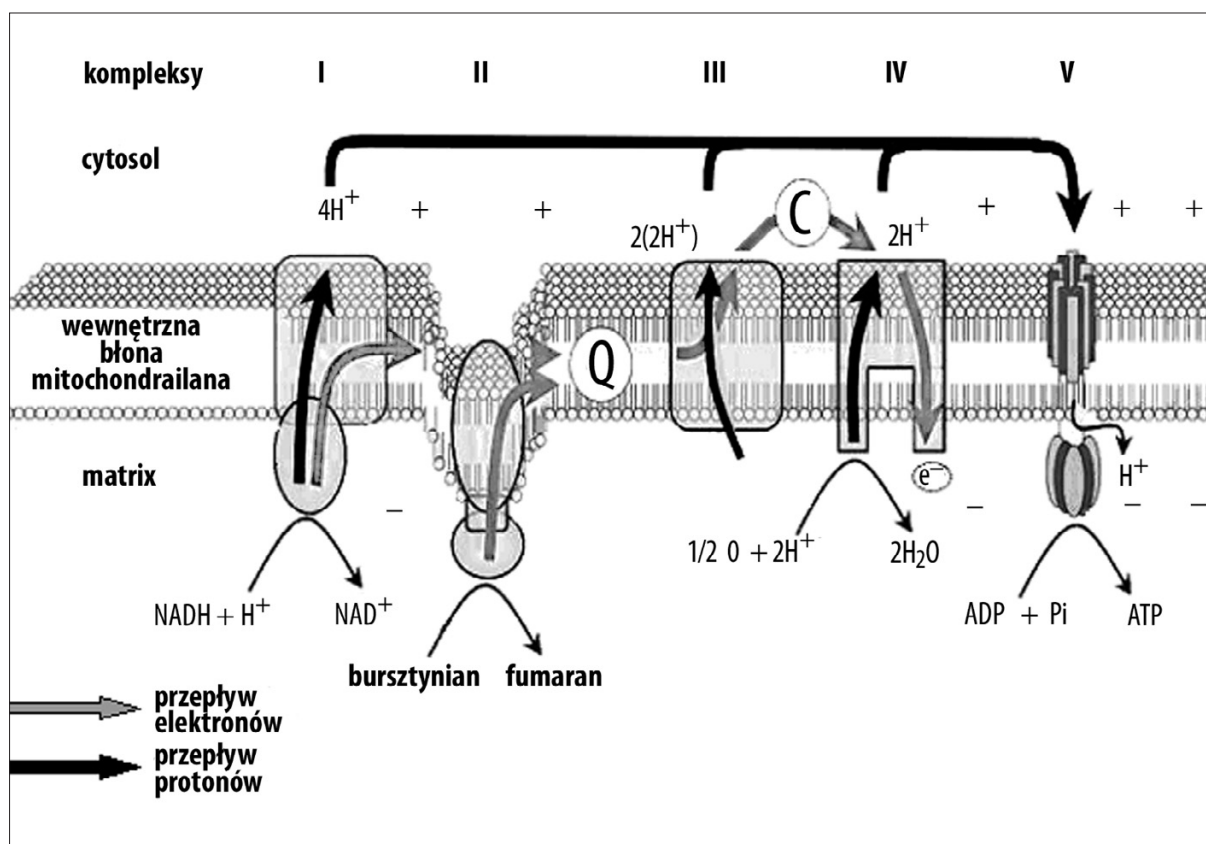 kompleksy I II III IV V
cytosol
4H⁺ + + + + +
2(2H⁺) C 2H⁺
wewnętrzna
błona
mitochondrailana
Q
matrix
e⁻ H⁺
− − − −
1/2 O + 2H⁺ 2H₂O
NADH + H⁺ NAD⁺ ADP + Pi ATP
bursztynian fumaran
przepływ
elektronów
przepływ
protonów